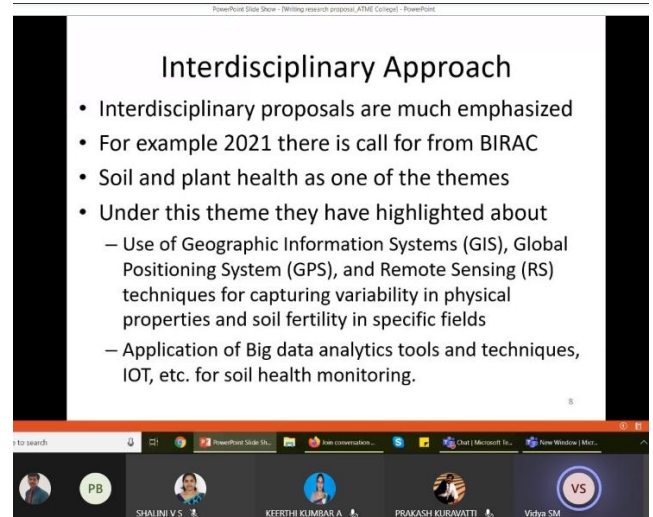 PowerPoint Slide Show - [Writing research proposal_ATME College] - PowerPoint
Interdisciplinary Approach
• Interdisciplinary proposals are much emphasized
• For example 2021 there is call for from BIRAC
• Soil and plant health as one of the themes
• Under this theme they have highlighted about
– Use of Geographic Information Systems (GIS), Global
Positioning System (GPS), and Remote Sensing (RS)
techniques for capturing variability in physical
properties and soil fertility in specific fields
– Application of Big data analytics tools and techniques,
IOT, etc. for soil health monitoring.
8
e to search PowerPoint Slide Sh... Join conversation ... Chat | Microsoft Te... New Window | Micr...
PB VS
SHALINI V S KEERTHI KUMBAR A PRAKASH KURAVATTI Vidya SM